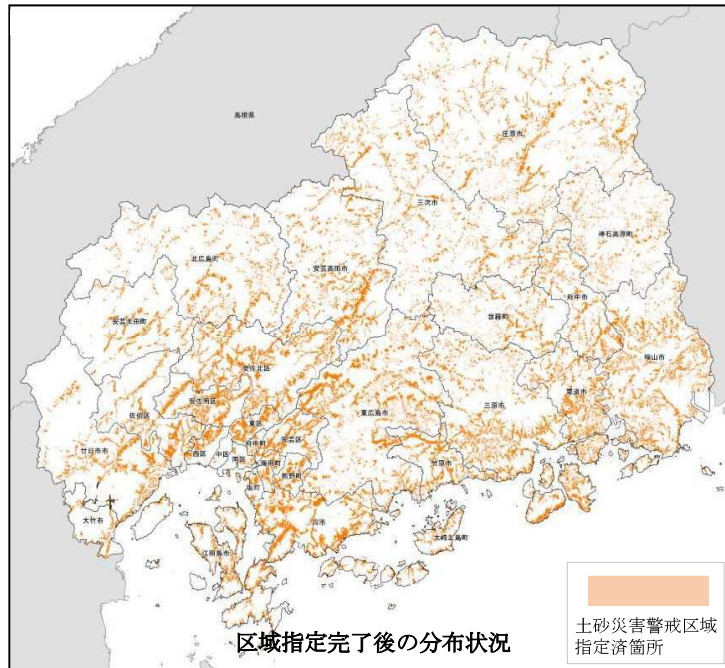 島根県
庄原市
三次市
神石高原町
北広島町
安芸高田市
世羅町
府中市
安芸太田町
福山市
安佐北区
尾道市
安佐南区
三原市
佐伯区
東広島市
東区
安芸区
府中町
廿日市市
西区
中区
南区
海田町
竹原市
熊野町
坂町
大竹市
呉市
大崎上島町
江田島市
区域指定完了後の分布状況
土砂災害警戒区域
指定済箇所